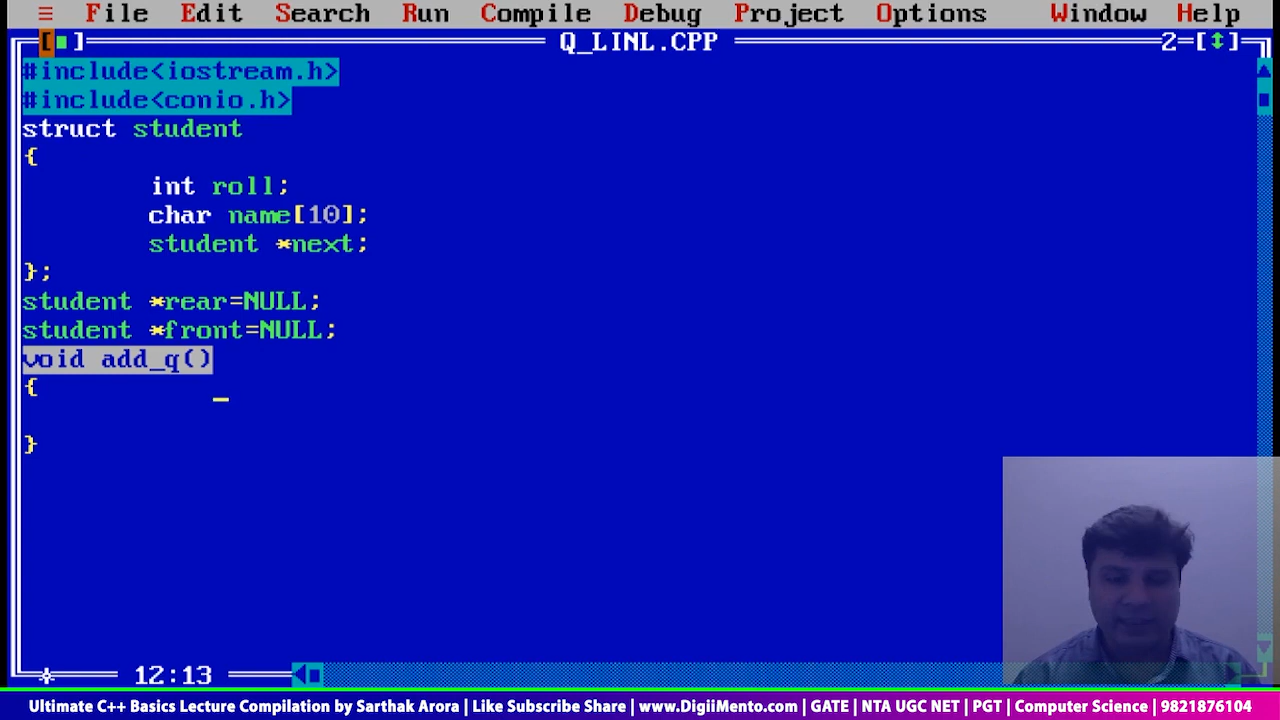 ≡ File Edit Search Run Compile Debug Project Options Window Help
[■] Q_LINL.CPP 2=[↕]
#include<iostream.h>
#include<conio.h>
struct student
{
int roll;
char name[10];
student *next;
};
student *rear=NULL;
student *front=NULL;
void add_q()
{
}
12:13
Ultimate C++ Basics Lecture Compilation by Sarthak Arora | Like Subscribe Share | www.DigiiMento.com | GATE | NTA UGC NET | PGT | Computer Science | 9821876104